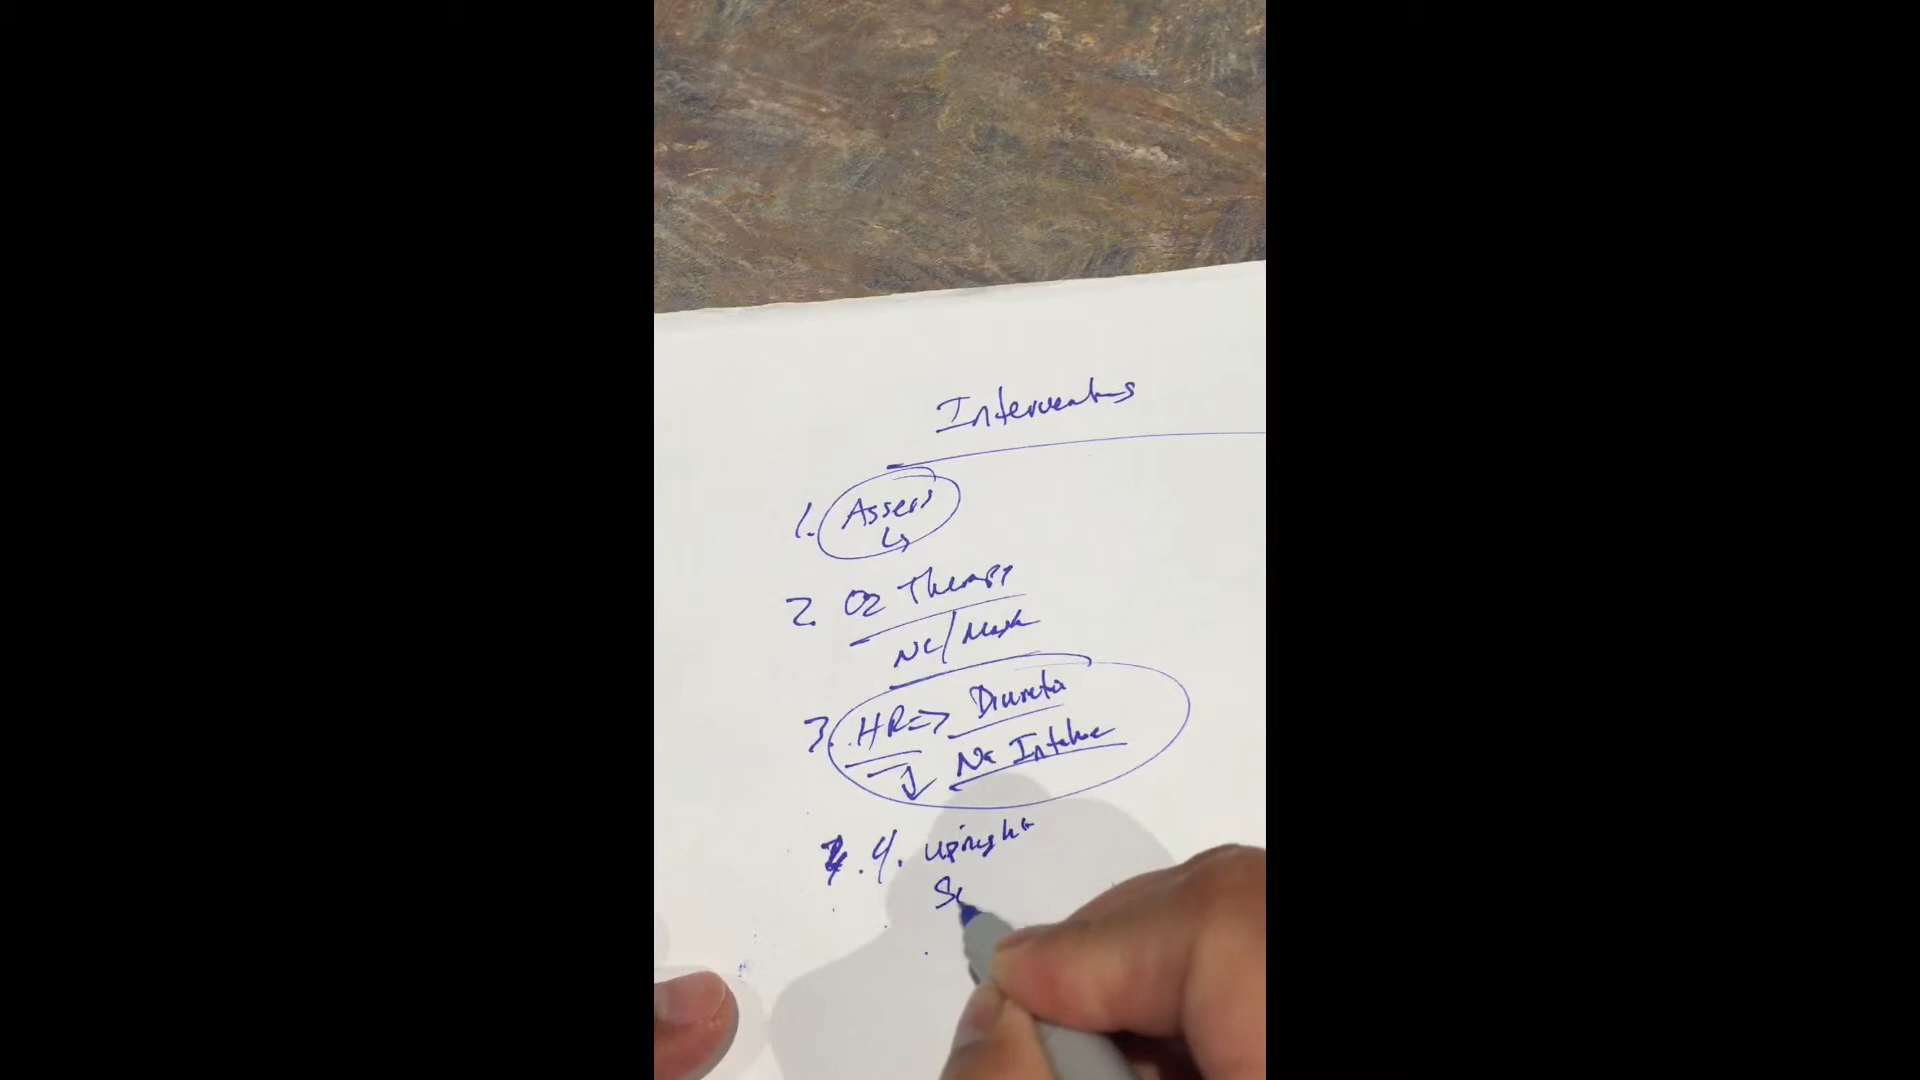 Interventions
1. Assess
↳
2. O2 Therapy
NC/Mask
3. HR => Diuretic
↓ Na Intake
4. upright